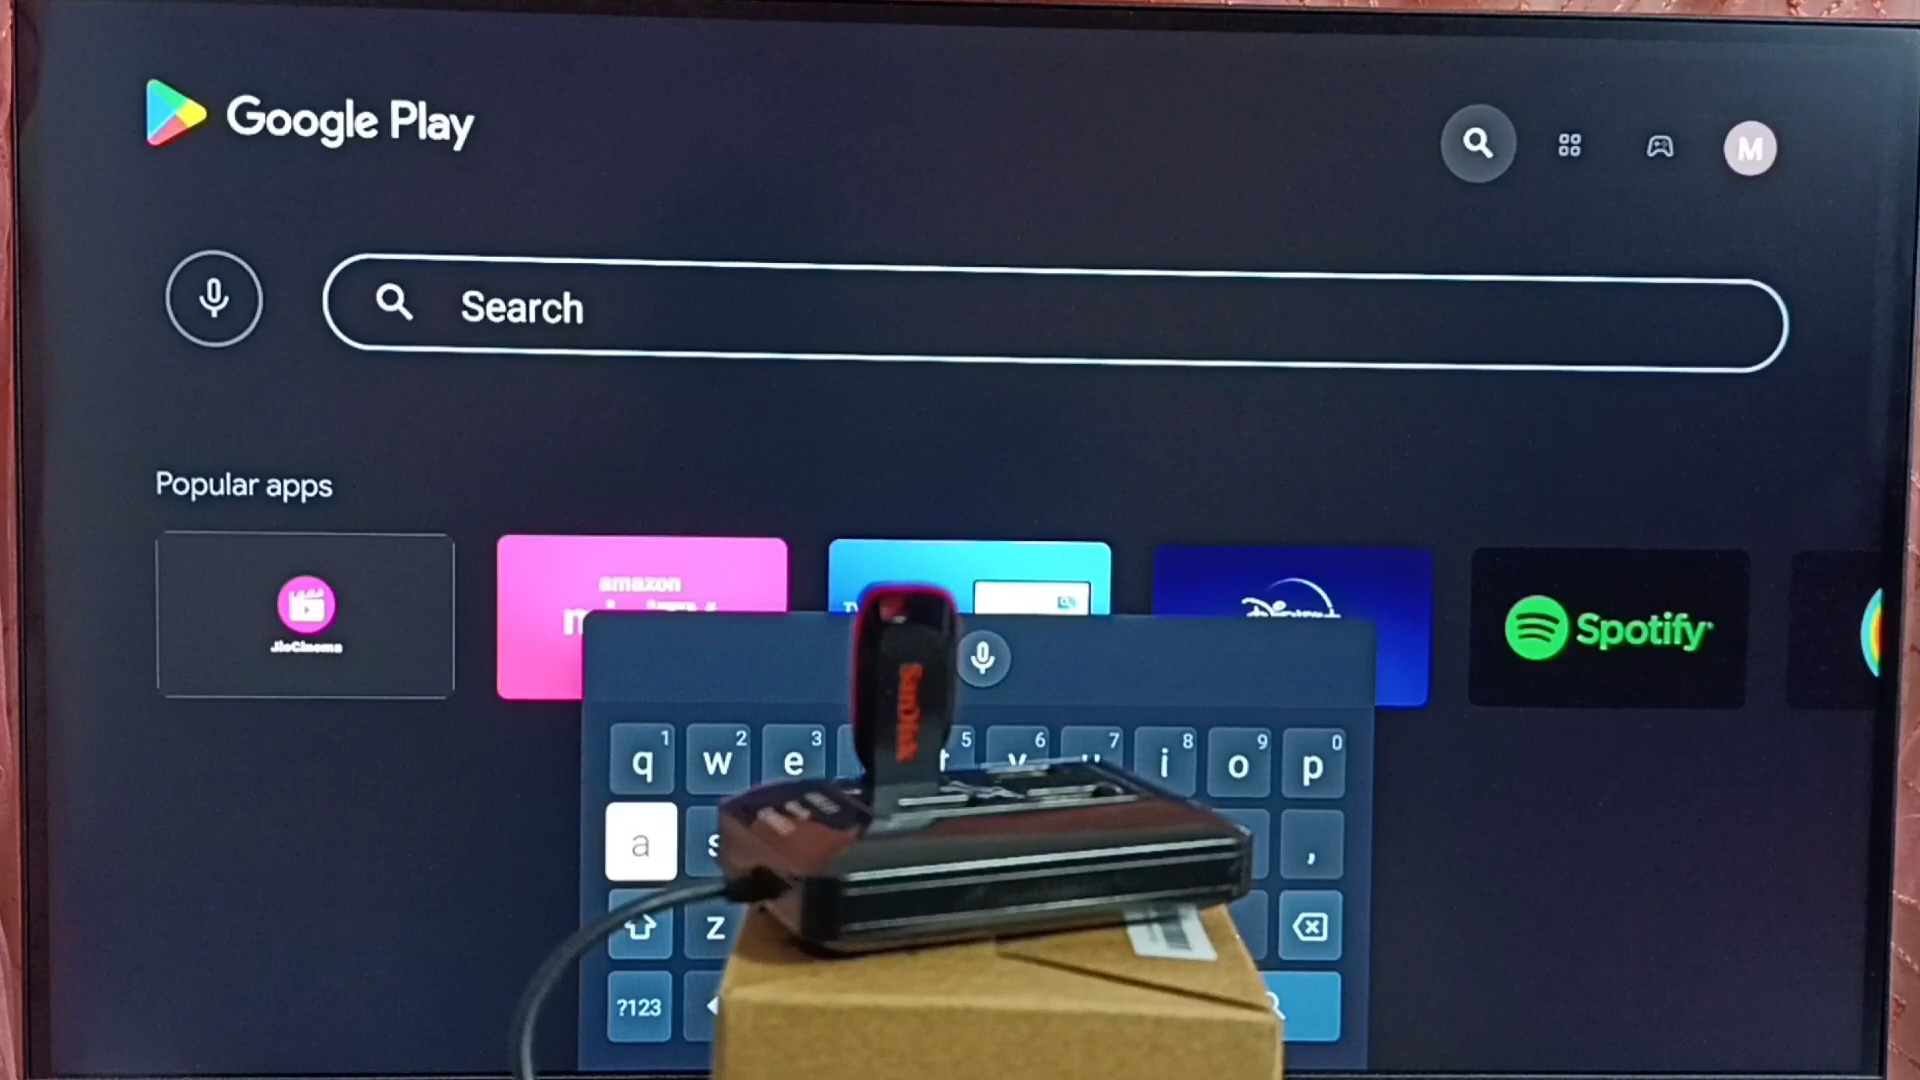 Google Play
M
Search
Popular apps
JioCinema
amazon
Disney+
Spotify
SanDisk
q 1 w 2 e 3 t 5 y 6 u 7 i 8 o 9 p 0
a s ,
z
?123